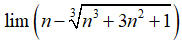 lim (n − ∛(n³ + 3n² + 1))